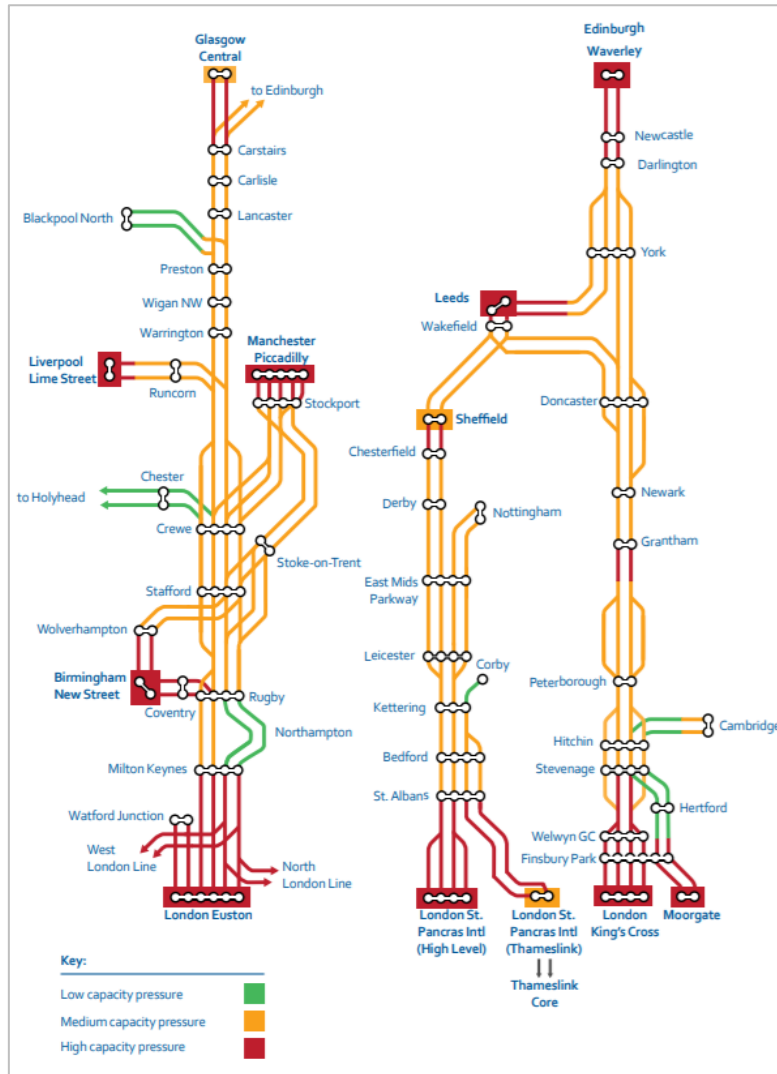 Glasgow
Central
to Edinburgh
Carstairs
Carlisle
Lancaster
Blackpool North
Preston
Wigan NW
Warrington
Liverpool
Lime Street
Runcorn
Manchester
Piccadilly
Stockport
Chester
to Holyhead
Crewe
Stoke-on-Trent
Stafford
Wolverhampton
Birmingham
New Street
Coventry
Rugby
Northampton
Milton Keynes
Watford Junction
West
London Line
North
London Line
London Euston
Edinburgh
Waverley
Newcastle
Darlington
York
Leeds
Wakefield
Doncaster
Sheffield
Chesterfield
Derby
Nottingham
Newark
Grantham
East Mids
Parkway
Leicester
Corby
Kettering
Peterborough
Cambridge
Hitchin
Bedford
Stevenage
St. Albans
Hertford
Welwyn GC
Finsbury Park
London St.
Pancras Intl
(High Level)
London St.
Pancras Intl
(Thameslink)
Thameslink
Core
London
King's Cross
Moorgate
Key:
Low capacity pressure
Medium capacity pressure
High capacity pressure